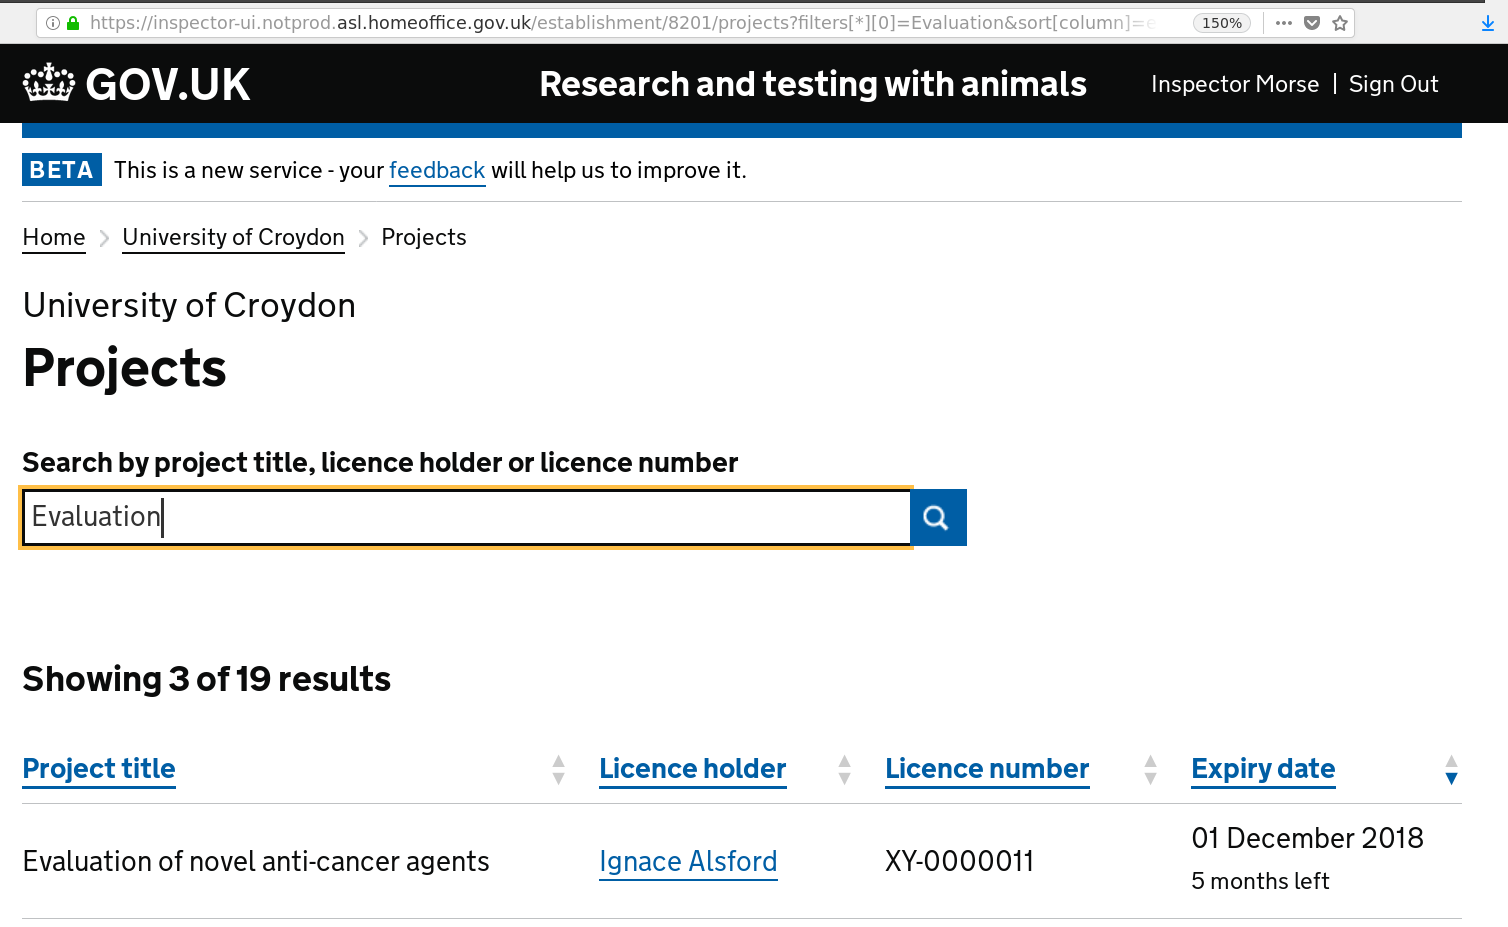 https://inspector-ui.notprod.asl.homeoffice.gov.uk/establishment/8201/projects?filters[*][0]=Evaluation&sort[column]=e
150%
GOV.UK
Research and testing with animals
Inspector Morse | Sign Out
BETA This is a new service - your feedback will help us to improve it.
Home > University of Croydon > Projects
University of Croydon
Projects
Search by project title, licence holder or licence number
Evaluation
Showing 3 of 19 results
Project title Licence holder Licence number Expiry date
Evaluation of novel anti-cancer agents Ignace Alsford XY-0000011 01 December 2018
5 months left